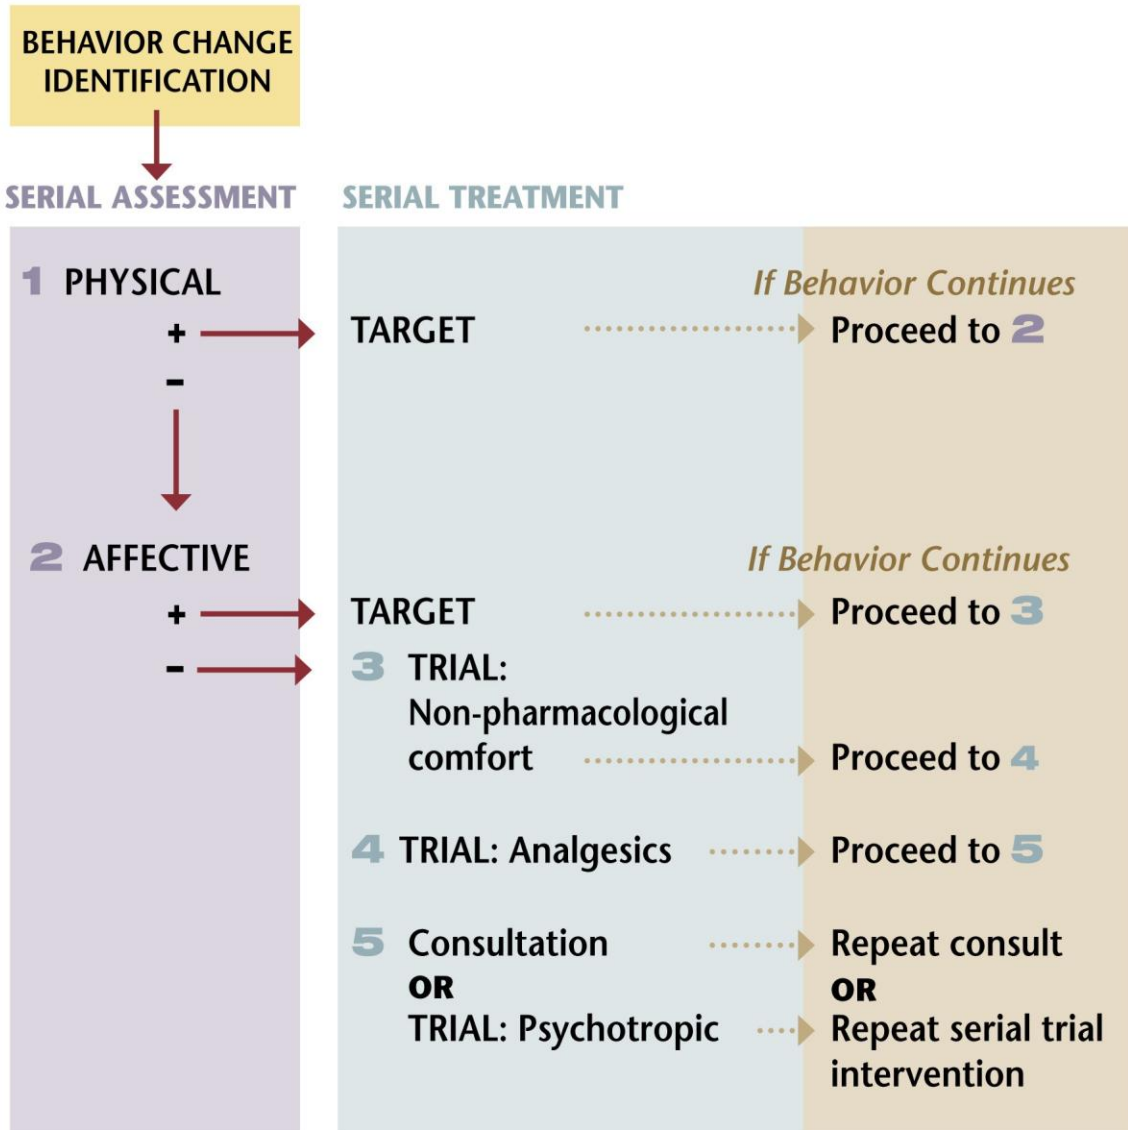 BEHAVIOR CHANGE
IDENTIFICATION
SERIAL ASSESSMENT
SERIAL TREATMENT
1 PHYSICAL
If Behavior Continues
+
TARGET
Proceed to 2
-
2 AFFECTIVE
If Behavior Continues
+
TARGET
Proceed to 3
-
3 TRIAL:
Non-pharmacological
comfort
Proceed to 4
4 TRIAL: Analgesics
Proceed to 5
5 Consultation
OR
TRIAL: Psychotropic
Repeat consult
OR
Repeat serial trial
intervention